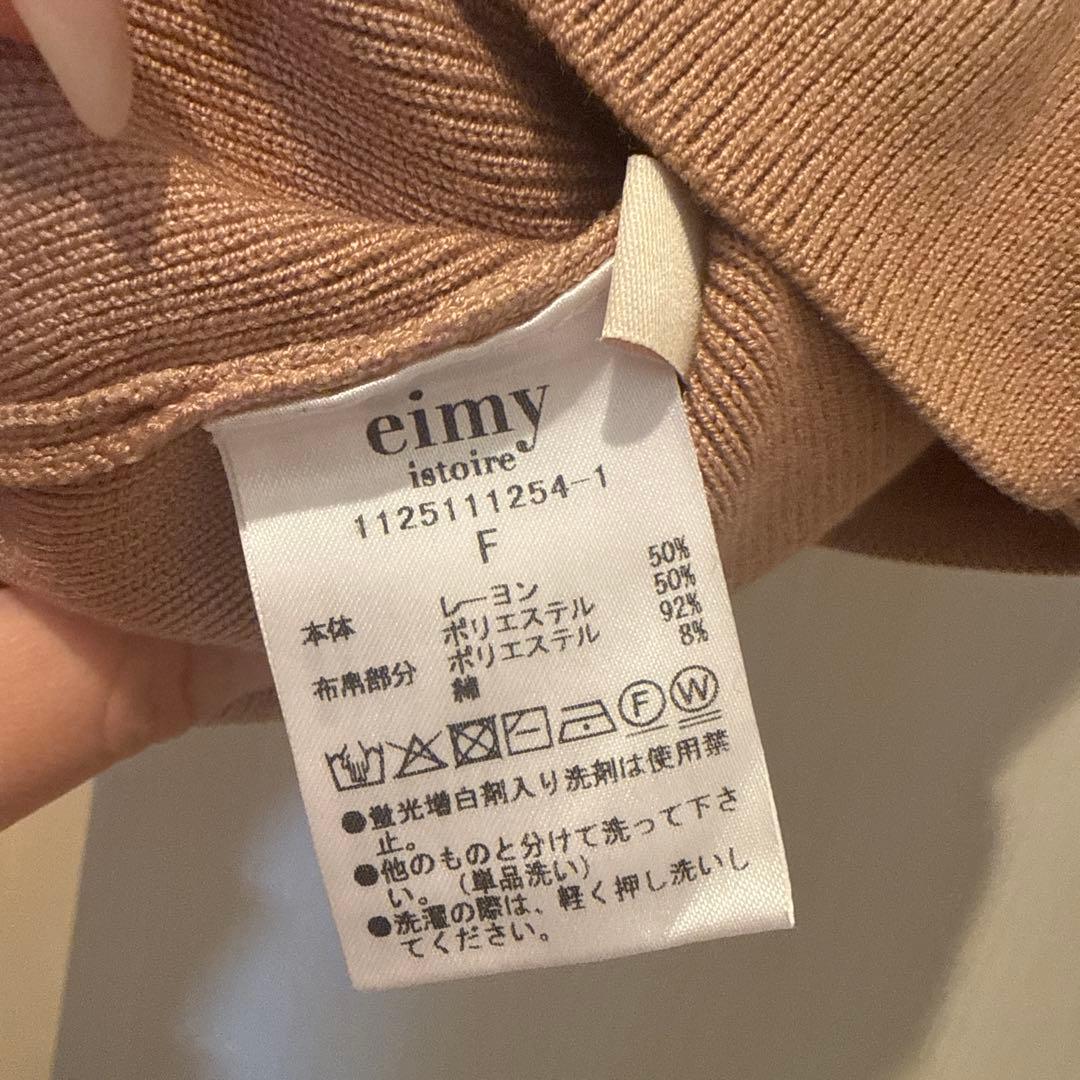 eimy
istoire
1125111254-1
F
本体 レーヨン 50%
ポリエステル 50%
布帛部分 ポリエステル 92%
綿 8%
F W
●蛍光増白剤入り洗剤は使用禁
止。
●他のものと分けて洗って下さ
い。(単品洗い)
●洗濯の際は、軽く押し洗いし
てください。